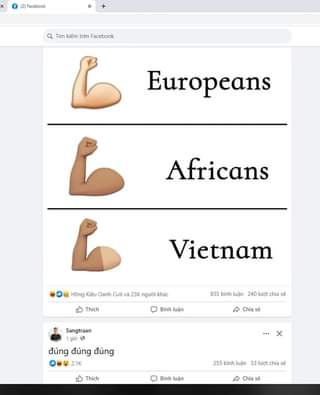 (2) Facebook
Tìm kiếm trên Facebook
Europeans
Africans
Vietnam
Hồng Kiều Oanh Cưỉ và 23K người khác
835 bình luận 240 lượt chia sẻ
Thích Bình luận Chia sẻ
Sangtraan
1 giờ
đúng đúng đúng
2,1K
255 bình luận 33 lượt chia sẻ
Thích Bình luận Chia sẻ